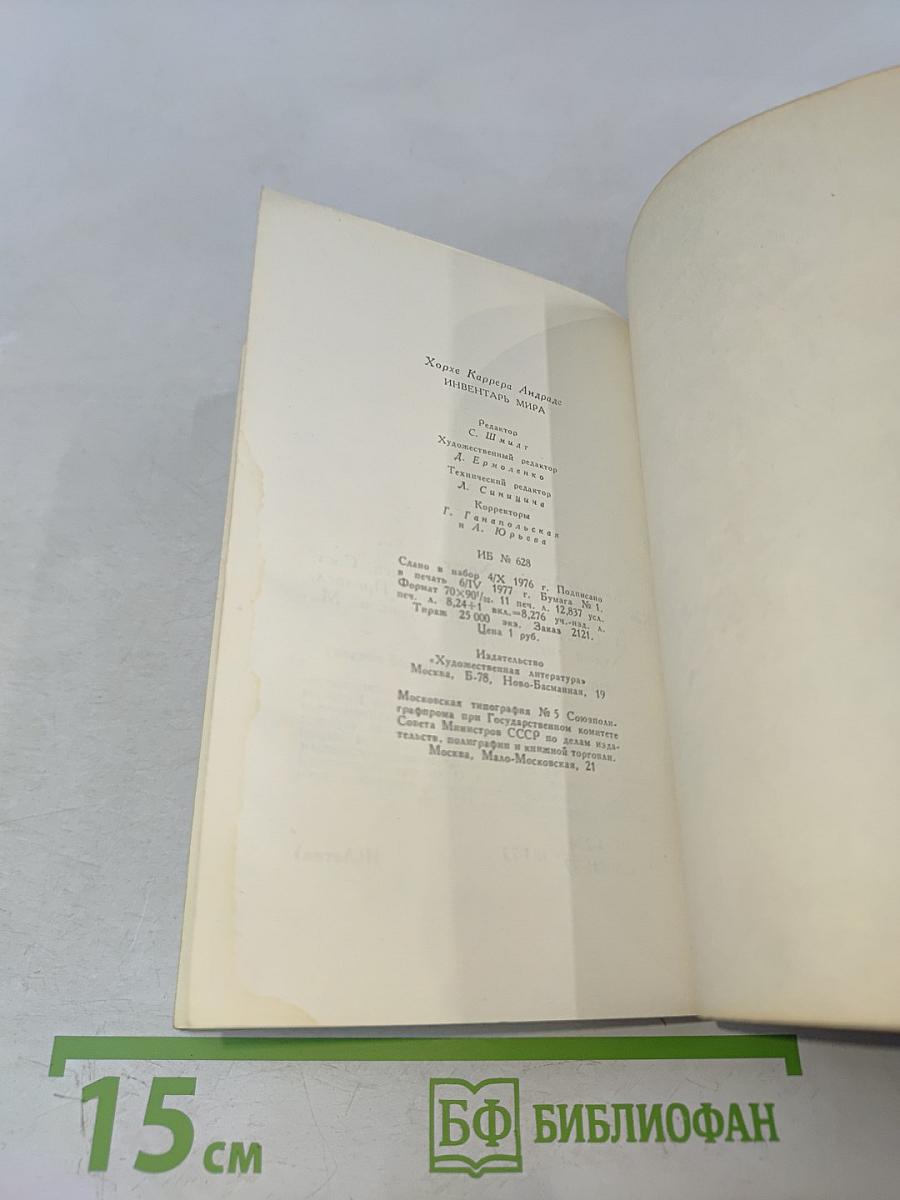 Хорхе Каррера Андраде
ИНВЕНТАРЬ МИРА
Редактор
С. Шмидт
Художественный редактор
Д. Ермоленко
Технический редактор
Л. Синицина
Корректоры
Г. Ганапольская
и А. Юрьева
ИБ № 628
Сдано в набор 4/X 1976 г. Подписано
в печать 6/IV 1977 г. Бумага № 1.
Формат 70×90¹/₃₂. 11 печ. л. 12,837 усл.
печ. л. 8,24+1 вкл.=8,276 уч.-изд. л.
Тираж 25 000 экз. Заказ 2121.
Цена 1 руб.
Издательство
«Художественная литература»
Москва, Б-78, Ново-Басманная, 19
Московская типография № 5 Союзполи-
графпрома при Государственном комитете
Совета Министров СССР по делам изда-
тельств, полиграфии и книжной торговли.
Москва, Мало-Московская, 21
15 см
БФ БИБЛИОФАН